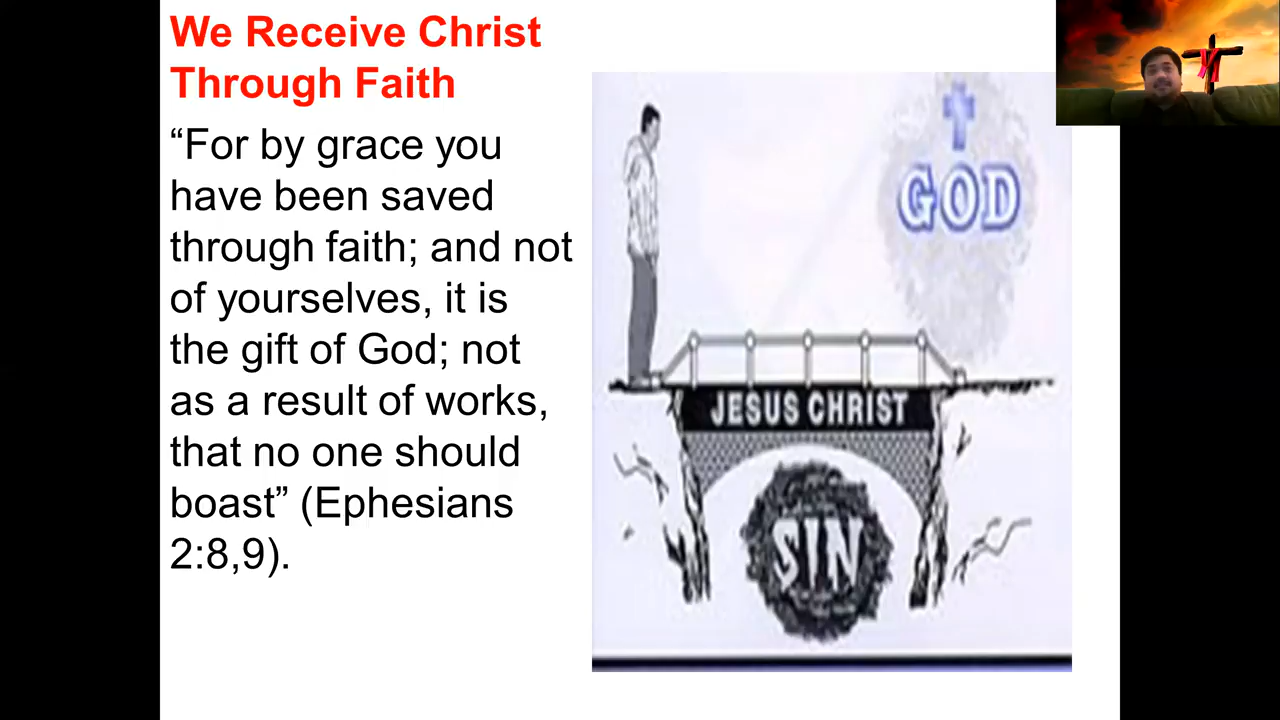 We Receive Christ
Through Faith
“For by grace you
have been saved
through faith; and not
of yourselves, it is
the gift of God; not
as a result of works,
that no one should
boast” (Ephesians
2:8,9).
GOD
JESUS CHRIST
SIN